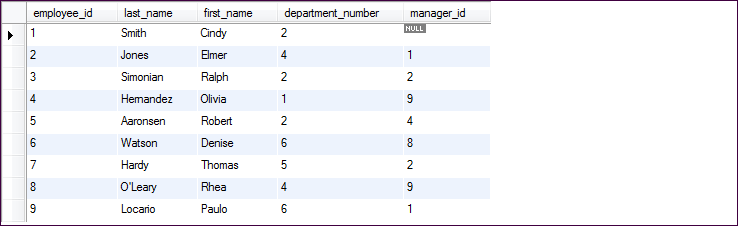 employee_id last_name first_name department_number manager_id
1 Smith Cindy 2 NULL
2 Jones Elmer 4 1
3 Simonian Ralph 2 2
4 Hernandez Olivia 1 9
5 Aaronsen Robert 2 4
6 Watson Denise 6 8
7 Hardy Thomas 5 2
8 O'Leary Rhea 4 9
9 Locario Paulo 6 1